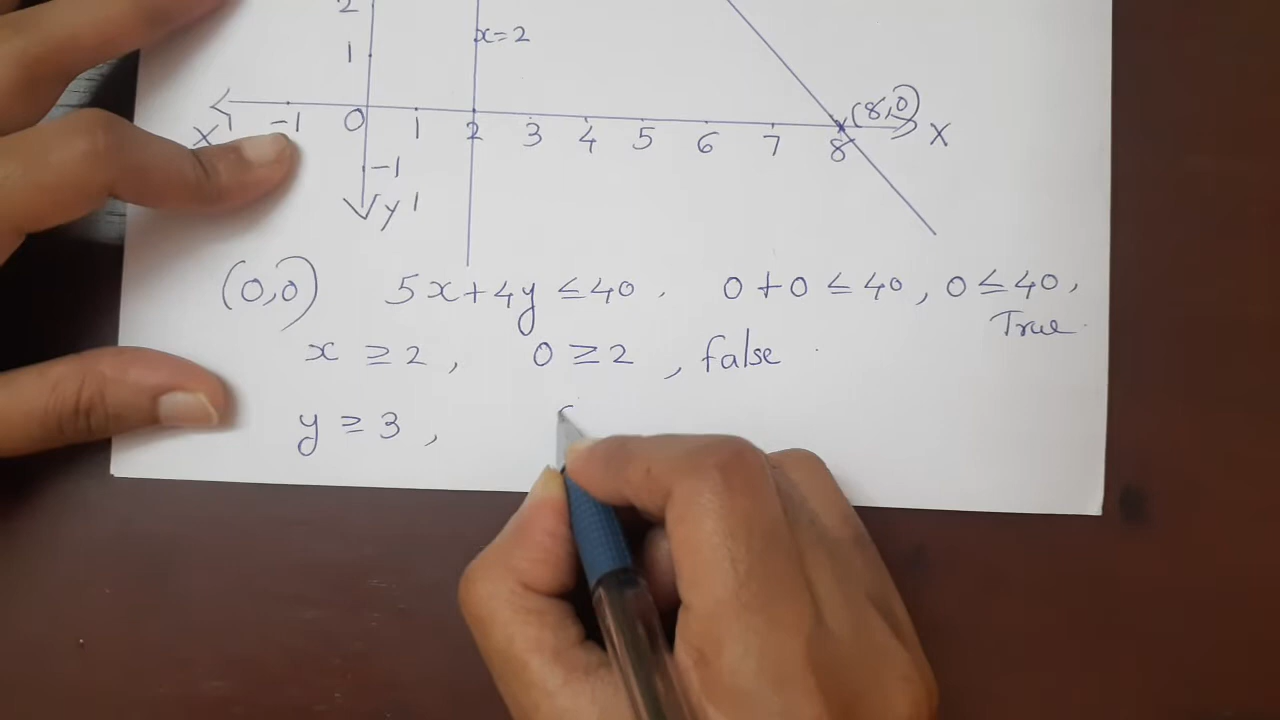 2
x=2
1
(8,0)
X' -1 0 1 2 3 4 5 6 7 8 X
-1
y'
(0,0) 5x+4y ≤40. 0+0 ≤ 40, 0≤40,
True.
x ≥2, 0 ≥2, false.
y ≥ 3,